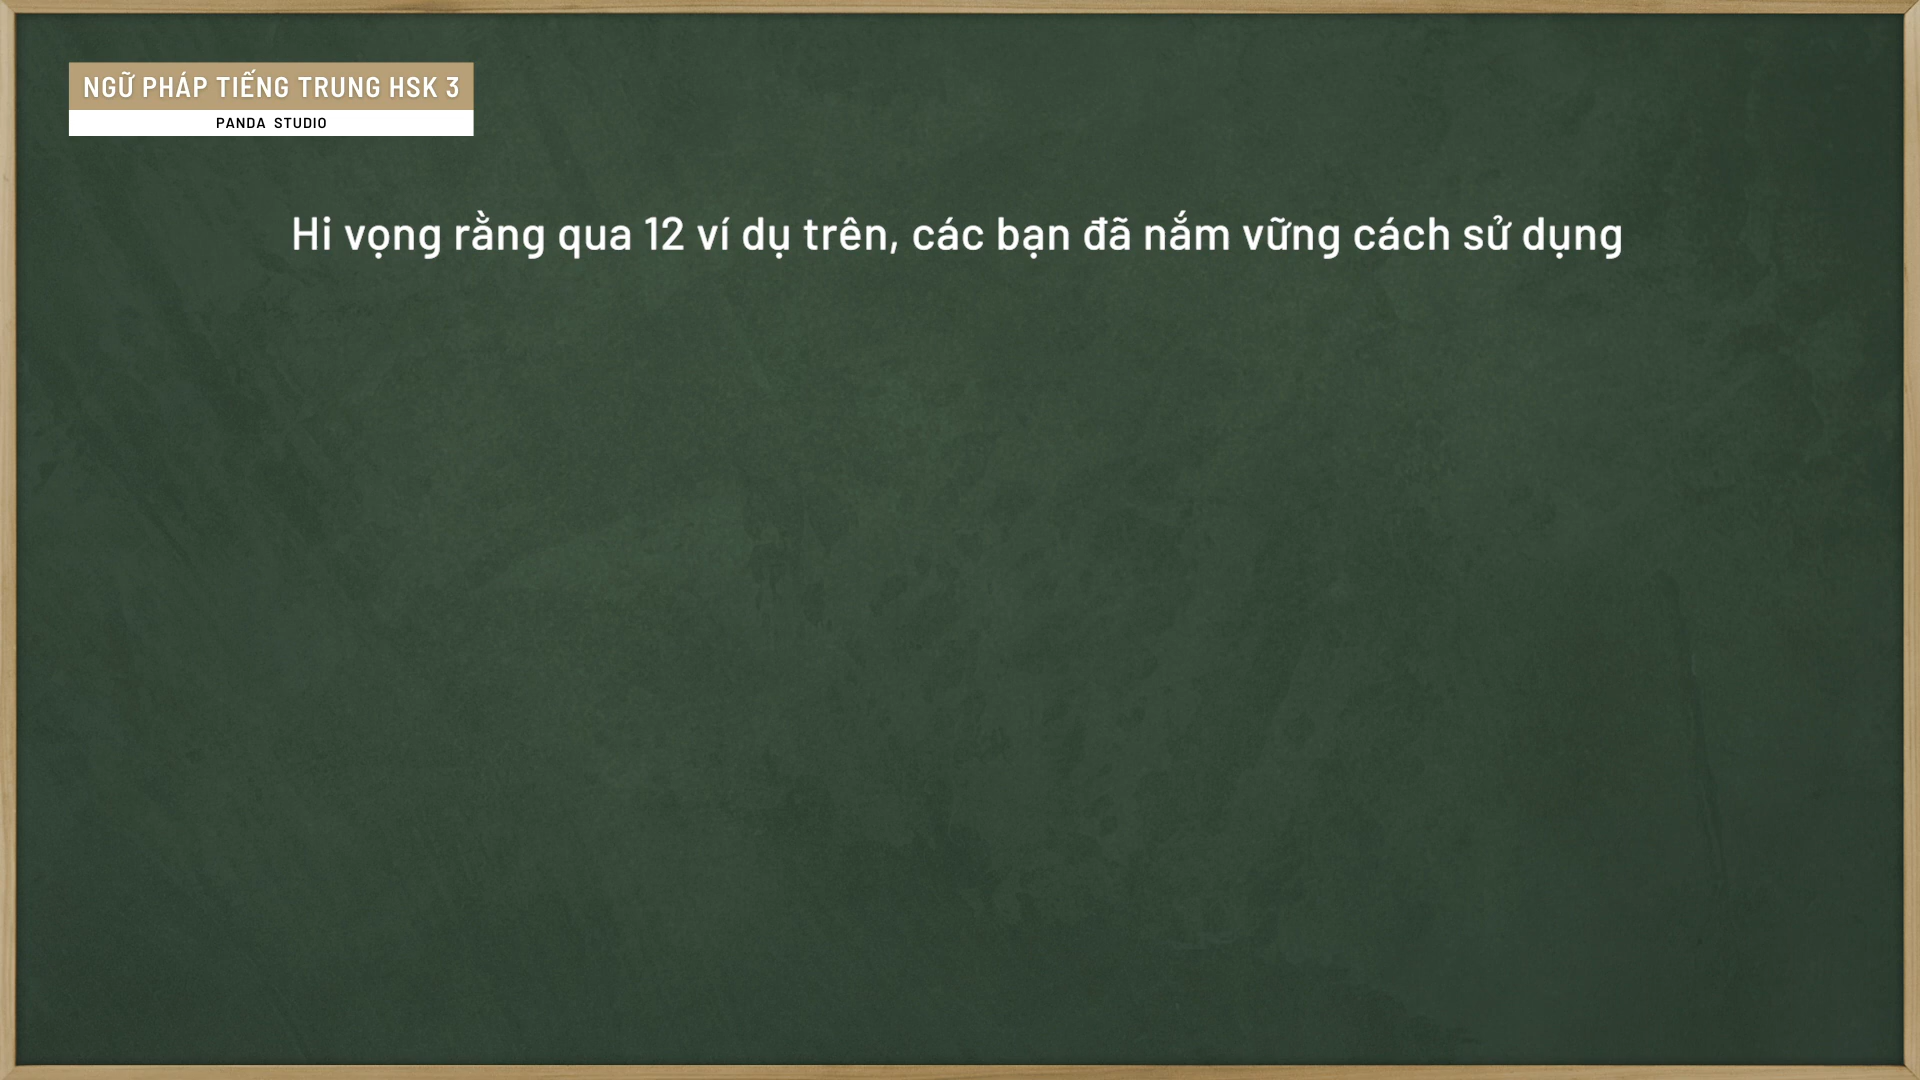 NGỮ PHÁP TIẾNG TRUNG HSK 3
PANDA STUDIO
Hi vọng rằng qua 12 ví dụ trên, các bạn đã nắm vững cách sử dụng